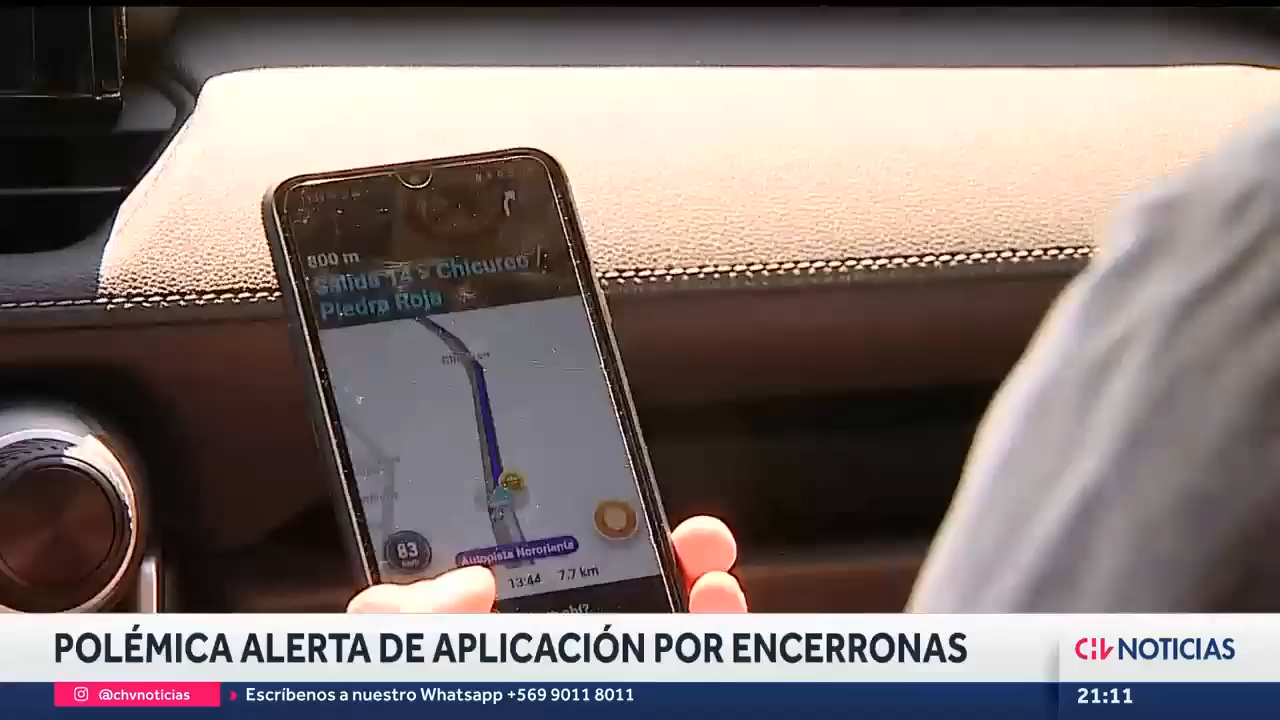 800 m
Salida 14 > Chicureo |
Piedra Roja
83
km/h
Autopista Nororiente
13:44 7.7 km
POLÉMICA ALERTA DE APLICACIÓN POR ENCERRONAS
CHV NOTICIAS
@chvnoticias
Escríbenos a nuestro Whatsapp +569 9011 8011
21:11